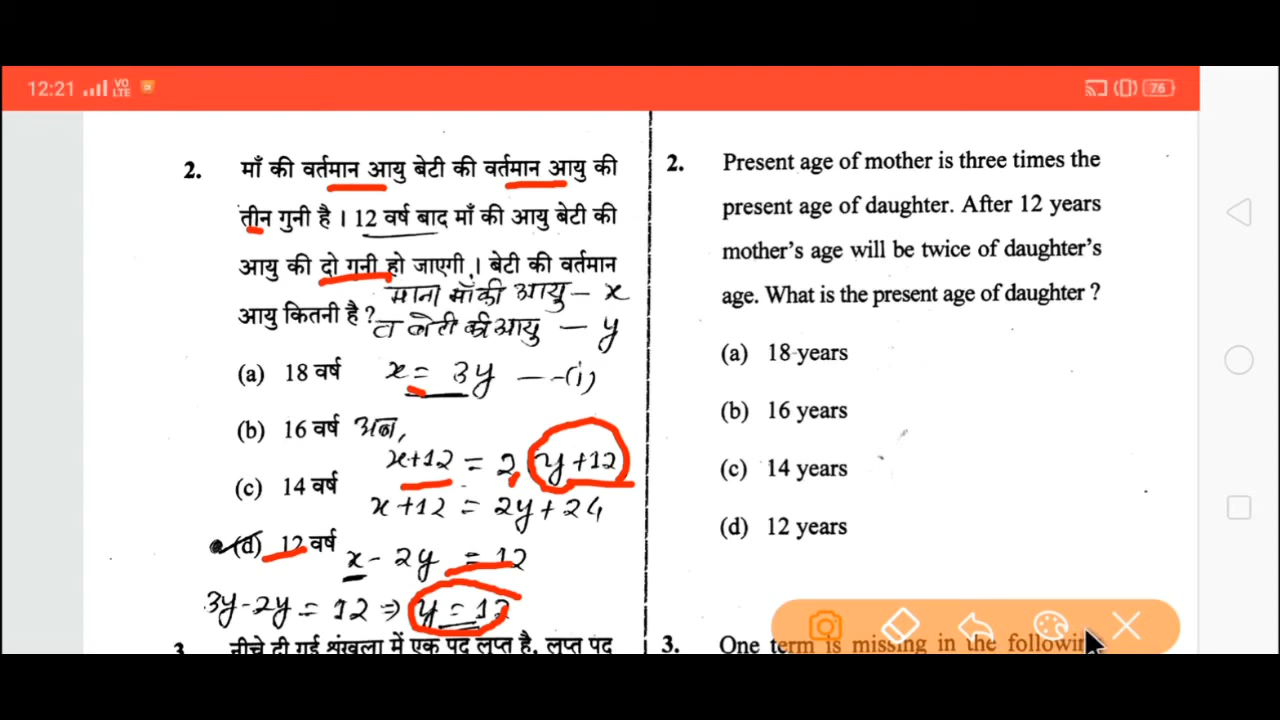 12:21 VO LTE 76
2. माँ की वर्तमान आयु बेटी की वर्तमान आयु की
तीन गुनी है । 12 वर्ष बाद माँ की आयु बेटी की
आयु की दो गुनी हो जाएगी । बेटी की वर्तमान
आयु कितनी है ?
माना माँ की आयु – x
व बेटी की आयु – y
(a) 18 वर्ष
x = 3y – – (i)
(b) 16 वर्ष
अब,
x+12 = 2 (y+12
(c) 14 वर्ष
x+12 = 2y+24
(d) 12 वर्ष
x – 2y = 12
3y–2y = 12 ⇒ y = 12
3. नीचे दी गई श्रृंखला में एक पद लुप्त है, लुप्त पद
2. Present age of mother is three times the
present age of daughter. After 12 years
mother's age will be twice of daughter's
age. What is the present age of daughter ?
(a) 18 years
(b) 16 years
(c) 14 years
(d) 12 years
3. One term is missing in the following